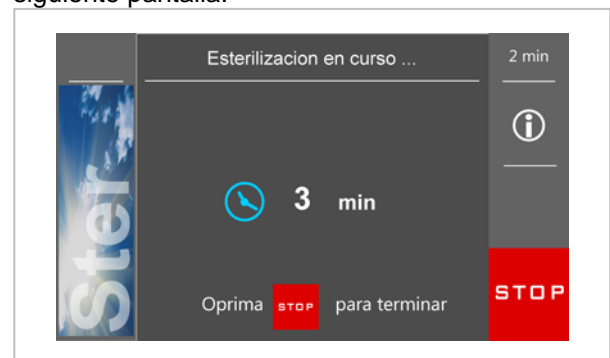 siguiente pantalla:
Esterilizacion en curso ...
2 min
Ster
3 min
Oprima STOP para terminar
STOP